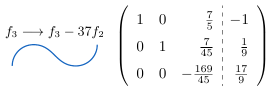 f₃ ⟶ f₃ − 37f₂
1 0 7/5 | −1
0 1 7/45 | 1/9
0 0 −169/45 | 17/9